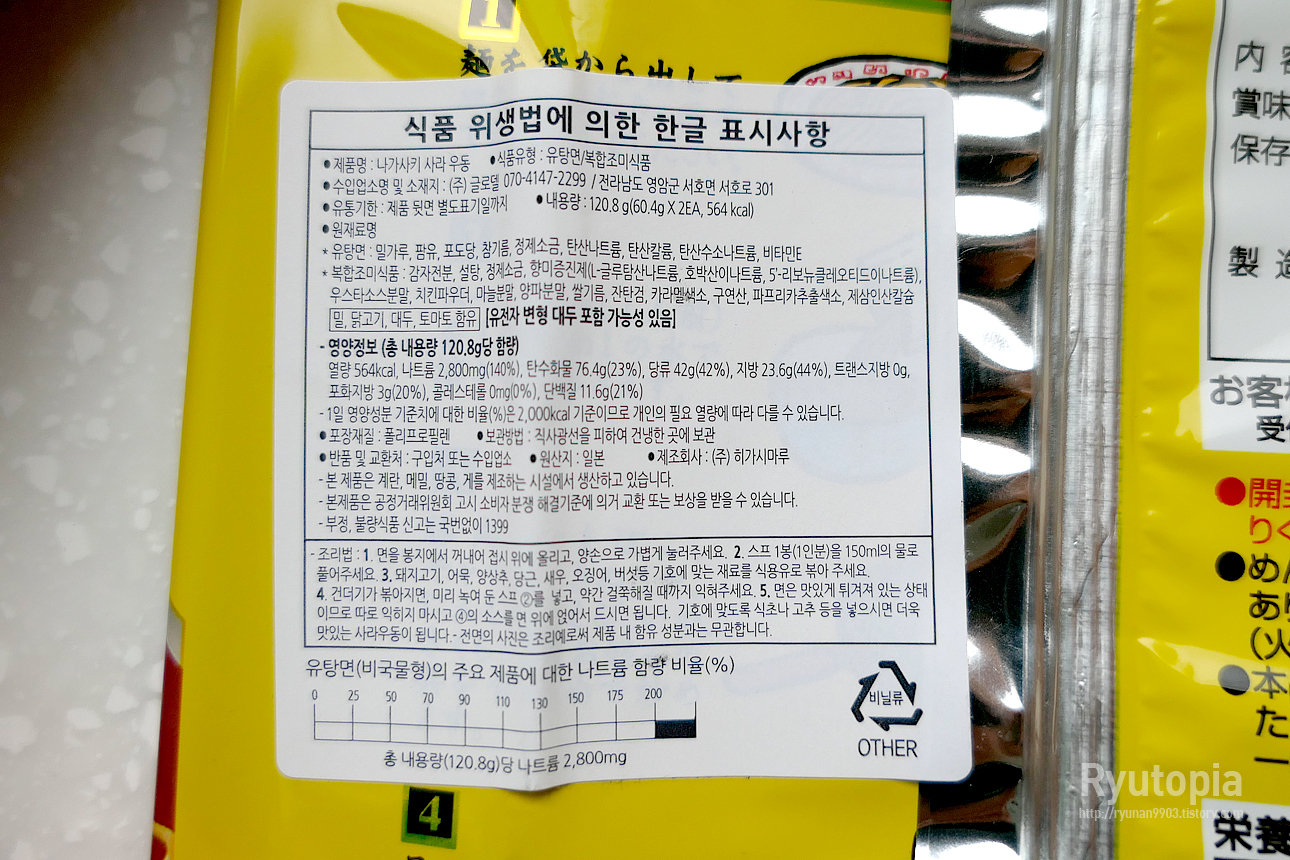 1
麺を袋から出して
식품 위생법에 의한 한글 표시사항
●제품명 : 나가사키 사라 우동 ●식품유형 : 유탕면/복합조미식품
●수입업소명 및 소재지 : (주) 글로델 070-4147-2299 / 전라남도 영암군 서호면 서호로 301
●유통기한 : 제품 뒷면 별도표기일까지 ●내용량 : 120.8 g(60.4g X 2EA, 564 kcal)
●원재료명
* 유탕면 : 밀가루, 팜유, 포도당, 참기름, 정제소금, 탄산나트륨, 탄산칼륨, 탄산수소나트륨, 비타민E
* 복합조미식품 : 감자전분, 설탕, 정제소금, 향미증진제(L-글루탐산나트륨, 호박산이나트륨, 5'-리보뉴클레오티드이나트륨),
우스타소스분말, 치킨파우더, 마늘분말, 양파분말, 쌀기름, 잔탄검, 카라멜색소, 구연산, 파프리카추출색소, 제삼인산칼슘
밀, 닭고기, 대두, 토마토 함유 [유전자 변형 대두 포함 가능성 있음]
- 영양정보 (총 내용량 120.8g당 함량)
열량 564kcal, 나트륨 2,800mg(140%), 탄수화물 76.4g(23%), 당류 42g(42%), 지방 23.6g(44%), 트랜스지방 0g,
포화지방 3g(20%), 콜레스테롤 0mg(0%), 단백질 11.6g(21%)
- 1일 영양성분 기준치에 대한 비율(%)은 2,000kcal 기준이므로 개인의 필요 열량에 따라 다를 수 있습니다.
●포장재질 : 폴리프로필렌 ●보관방법 : 직사광선을 피하여 건냉한 곳에 보관
●반품 및 교환처 : 구입처 또는 수입업소 ●원산지 : 일본 ●제조회사 : (주) 히가시마루
- 본 제품은 계란, 메밀, 땅콩, 게를 제조하는 시설에서 생산하고 있습니다.
- 본제품은 공정거래위원회 고시 소비자 분쟁 해결기준에 의거 교환 또는 보상을 받을 수 있습니다.
- 부정, 불량식품 신고는 국번없이 1399
- 조리법 : 1. 면을 봉지에서 꺼내어 접시 위에 올리고, 양손으로 가볍게 눌러주세요. 2. 스프 1봉(1인분)을 150ml의 물로
풀어주세요. 3. 돼지고기, 어묵, 양상추, 당근, 새우, 오징어, 버섯등 기호에 맞는 재료를 식용유로 볶아 주세요.
4. 건더기가 볶아지면, 미리 녹여 둔 스프 ②를 넣고, 약간 걸쭉해질 때까지 익혀주세요. 5. 면은 맛있게 튀겨져 있는 상태
이므로 따로 익히지 마시고 ④의 소스를 면 위에 얹어서 드시면 됩니다. 기호에 맞도록 식초나 고추 등을 넣으시면 더욱
맛있는 사라우동이 됩니다.- 전면의 사진은 조리예로써 제품 내 함유 성분과는 무관합니다.
유탕면(비국물형)의 주요 제품에 대한 나트륨 함량 비율(%)
0 25 50 70 90 110 130 150 175 200
총 내용량(120.8g)당 나트륨 2,800mg
비닐류
OTHER
4
内
賞味
保存
製
お客
受
●開
りく
●め
あ
(火
●本
た
栄養
Ryutopia
http://ryunan9903.tistory.com